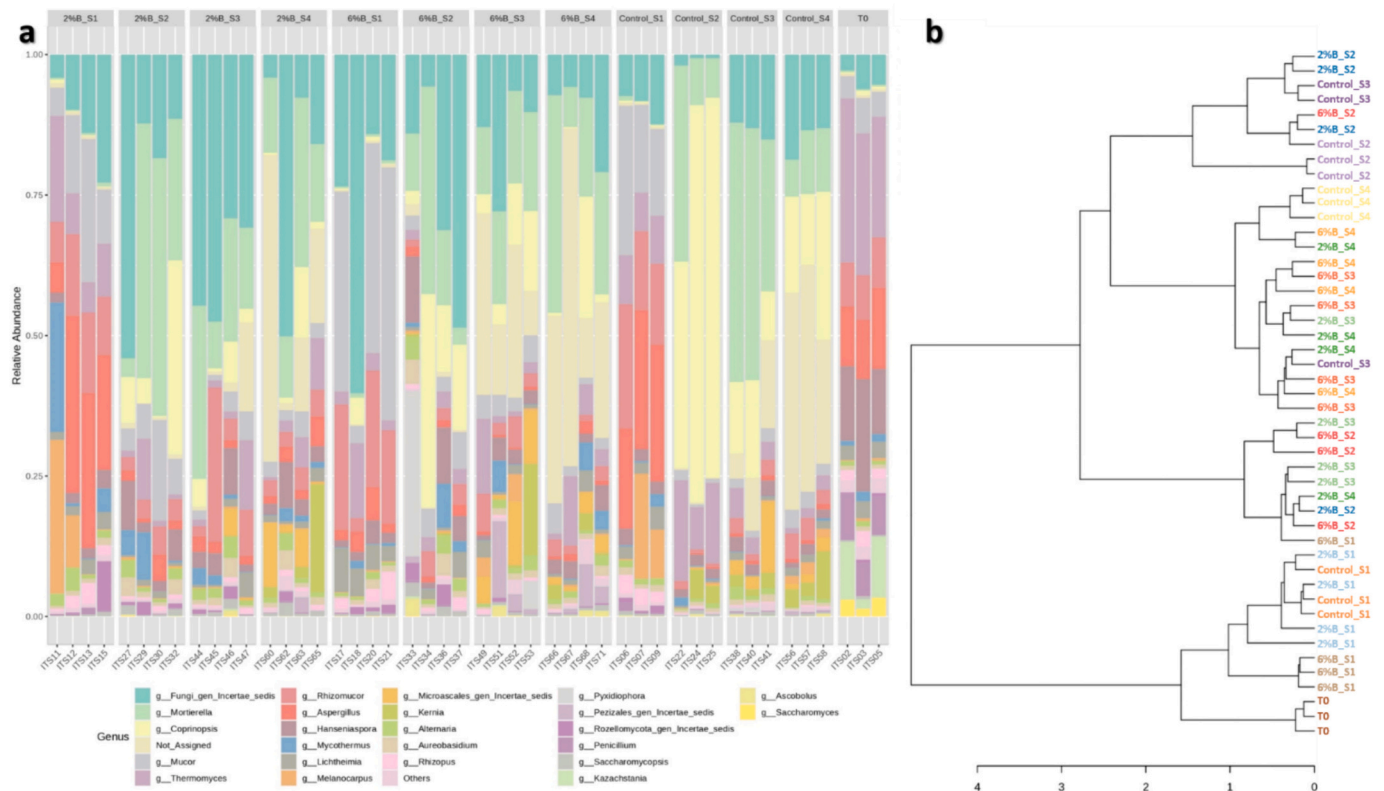 a
2%B_S1 2%B_S2 2%B_S3 2%B_S4 6%B_S1 6%B_S2 6%B_S3 6%B_S4 Control_S1 Control_S2 Control_S3 Control_S4 T0
1.00
0.75
0.50
0.25
0.00
Relative Abundance
ITS11 ITS12 ITS13 ITS15 ITS27 ITS29 ITS30 ITS32 ITS44 ITS45 ITS46 ITS47 ITS60 ITS62 ITS63 ITS65 ITS17 ITS18 ITS20 ITS21 ITS33 ITS34 ITS36 ITS37 ITS49 ITS51 ITS52 ITS53 ITS66 ITS67 ITS68 ITS71 ITS06 ITS07 ITS09 ITS22 ITS24 ITS25 ITS38 ITS40 ITS41 ITS56 ITS57 ITS58 ITS02 ITS03 ITS05
Genus
g__Fungi_gen_Incertae_sedis
g__Mortierella
g__Coprinopsis
Not_Assigned
g__Mucor
g__Thermomyces
g__Rhizomucor
g__Aspergillus
g__Hanseniaspora
g__Mycothermus
g__Lichtheimia
g__Melanocarpus
g__Microascales_gen_Incertae_sedis
g__Kernia
g__Alternaria
g__Aureobasidium
g__Rhizopus
Others
g__Pyxidiophora
g__Pezizales_gen_Incertae_sedis
g__Rozellomycota_gen_Incertae_sedis
g__Penicillium
g__Saccharomycopsis
g__Kazachstania
g__Ascobolus
g__Saccharomyces
b
2%B_S2
2%B_S2
Control_S3
Control_S3
6%B_S2
2%B_S2
Control_S2
Control_S2
Control_S2
Control_S4
Control_S4
Control_S4
6%B_S4
2%B_S4
6%B_S4
6%B_S3
6%B_S4
6%B_S3
2%B_S3
2%B_S4
2%B_S4
Control_S3
6%B_S3
6%B_S4
6%B_S3
2%B_S3
6%B_S2
6%B_S2
2%B_S3
2%B_S3
2%B_S4
2%B_S2
6%B_S2
6%B_S1
2%B_S1
Control_S1
2%B_S1
Control_S1
Control_S1
2%B_S1
2%B_S1
6%B_S1
6%B_S1
6%B_S1
T0
T0
T0
4 3 2 1 0